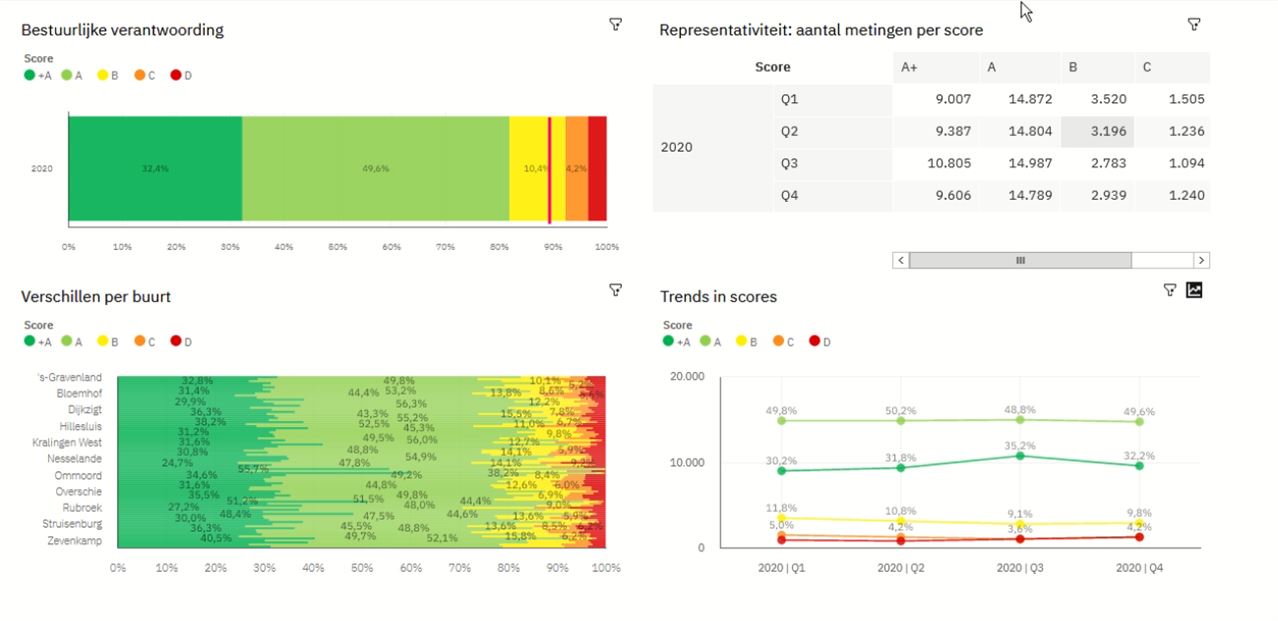 Bestuurlijke verantwoording
Score
+A A B C D
2020
32,4% 49,6% 10,4% 4,2%
0% 10% 20% 30% 40% 50% 60% 70% 80% 90% 100%
Representativiteit: aantal metingen per score
Score A+ A B C
2020
Q1 9.007 14.872 3.520 1.505
Q2 9.387 14.804 3.196 1.236
Q3 10.805 14.987 2.783 1.094
Q4 9.606 14.789 2.939 1.240
Verschillen per buurt
Score
+A A B C D
's-Gravenland
32,8% 49,8% 10,1%
31,4% 44,4% 53,2% 13,8% 8,6%
Bloemhof
29,9% 56,3% 12,2%
Dijkzigt
36,3% 43,3% 55,2% 15,5% 7,8%
38,2% 52,5% 45,3% 11,0% 6,7%
Hillesluis
31,2% 49,5% 56,0% 9,8%
Kralingen West
31,6% 12,7%
30,8% 48,8% 54,9% 14,1% 5,9%
Nesselande
24,7% 47,8% 14,1%
55,7% 38,2%
Ommoord
34,6% 49,2% 8,4%
31,6% 44,8% 12,6% 6,0%
Overschie
35,5% 51,2% 51,5% 49,8% 44,4% 6,9%
Rubroek
27,2% 48,0% 9,0%
48,4% 47,5% 44,6% 13,6% 5,9%
30,0%
Struisenburg
36,3% 45,5% 48,8% 13,6% 8,5% 6,2%
Zevenkamp
40,5% 49,7% 52,1% 15,8% 6,2%
0% 10% 20% 30% 40% 50% 60% 70% 80% 90% 100%
Trends in scores
Score
+A A B C D
20.000
49,8% 50,2% 48,8% 49,6%
10.000
30,2% 31,8% 35,2% 32,2%
11,8% 10,8% 9,1% 9,8%
5,0% 4,2% 3,6% 4,2%
0
2020 | Q1 2020 | Q2 2020 | Q3 2020 | Q4